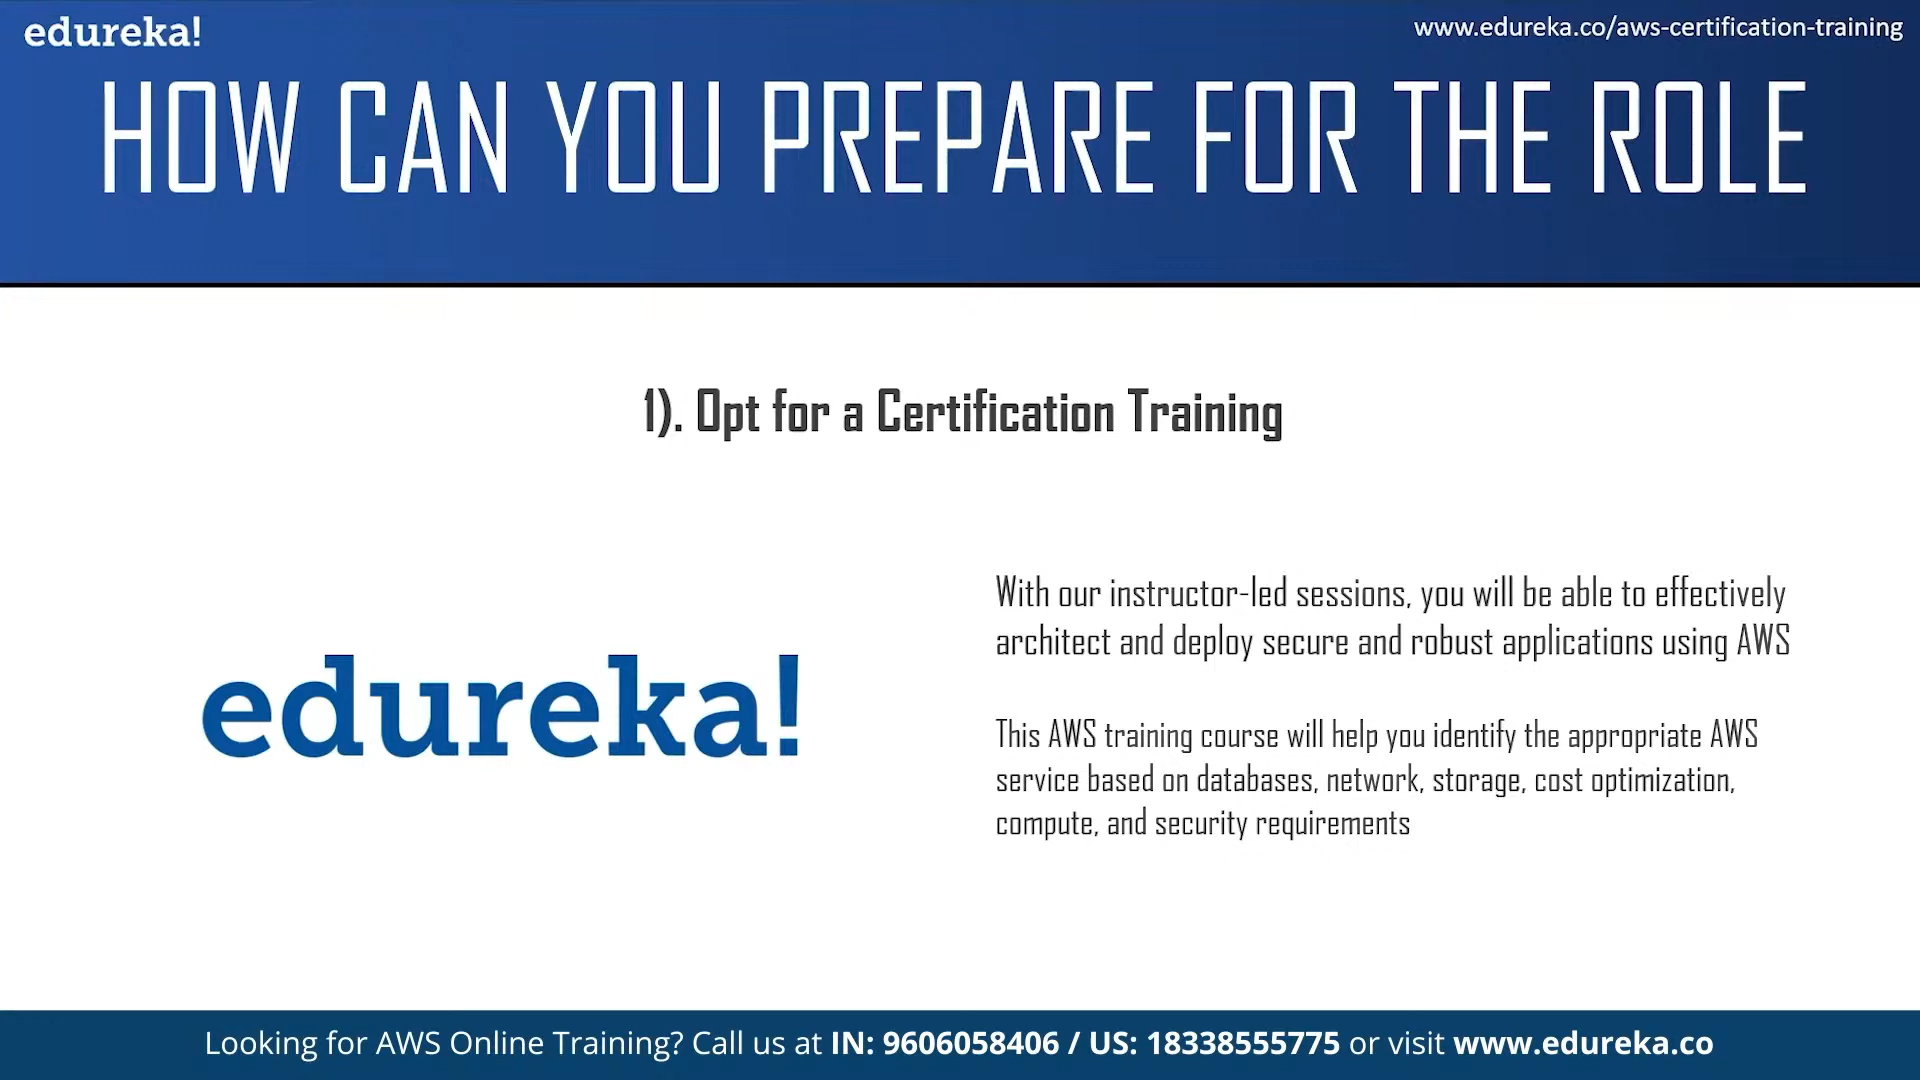 edureka!
www.edureka.co/aws-certification-training
HOW CAN YOU PREPARE FOR THE ROLE
1). Opt for a Certification Training
edureka!
With our instructor-led sessions, you will be able to effectively
architect and deploy secure and robust applications using AWS
This AWS training course will help you identify the appropriate AWS
service based on databases, network, storage, cost optimization,
compute, and security requirements
Looking for AWS Online Training? Call us at IN: 9606058406 / US: 18338555775 or visit www.edureka.co